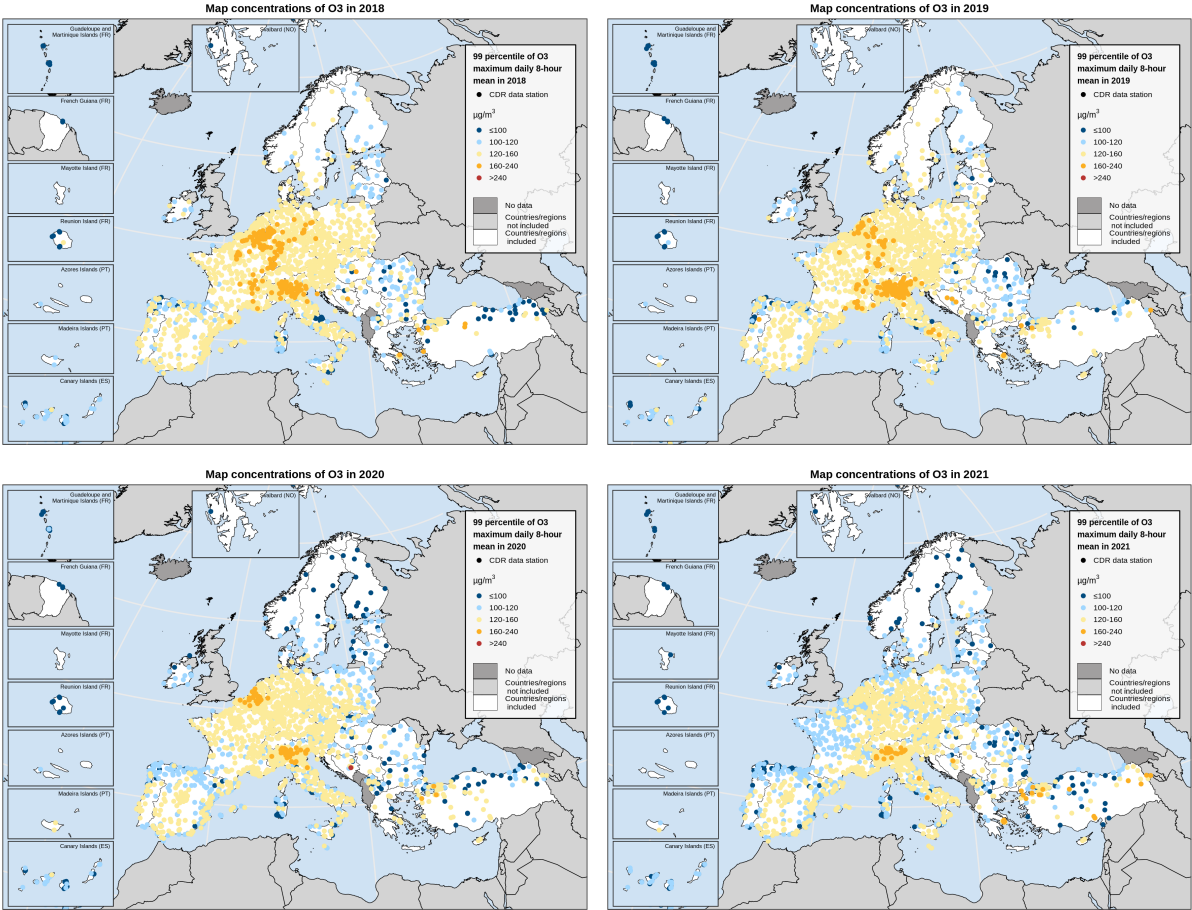 Map concentrations of O3 in 2018
Guadeloupe and
Martinique Islands (FR)
Svalbard (NO)
French Guiana (FR)
Mayotte Island (FR)
Reunion Island (FR)
Azores Islands (PT)
Madeira Islands (PT)
Canary Islands (ES)
99 percentile of O3
maximum daily 8-hour
mean in 2018
CDR data station
µg/m3
≤100
100-120
120-160
160-240
>240
No data
Countries/regions
not included
Countries/regions
included
Map concentrations of O3 in 2019
Guadeloupe and
Martinique Islands (FR)
Svalbard (NO)
French Guiana (FR)
Mayotte Island (FR)
Reunion Island (FR)
Azores Islands (PT)
Madeira Islands (PT)
Canary Islands (ES)
99 percentile of O3
maximum daily 8-hour
mean in 2019
CDR data station
µg/m3
≤100
100-120
120-160
160-240
>240
No data
Countries/regions
not included
Countries/regions
included
Map concentrations of O3 in 2020
Guadeloupe and
Martinique Islands (FR)
Svalbard (NO)
French Guiana (FR)
Mayotte Island (FR)
Reunion Island (FR)
Azores Islands (PT)
Madeira Islands (PT)
Canary Islands (ES)
99 percentile of O3
maximum daily 8-hour
mean in 2020
CDR data station
µg/m3
≤100
100-120
120-160
160-240
>240
No data
Countries/regions
not included
Countries/regions
included
Map concentrations of O3 in 2021
Guadeloupe and
Martinique Islands (FR)
Svalbard (NO)
French Guiana (FR)
Mayotte Island (FR)
Reunion Island (FR)
Azores Islands (PT)
Madeira Islands (PT)
Canary Islands (ES)
99 percentile of O3
maximum daily 8-hour
mean in 2021
CDR data station
µg/m3
≤100
100-120
120-160
160-240
>240
No data
Countries/regions
not included
Countries/regions
included